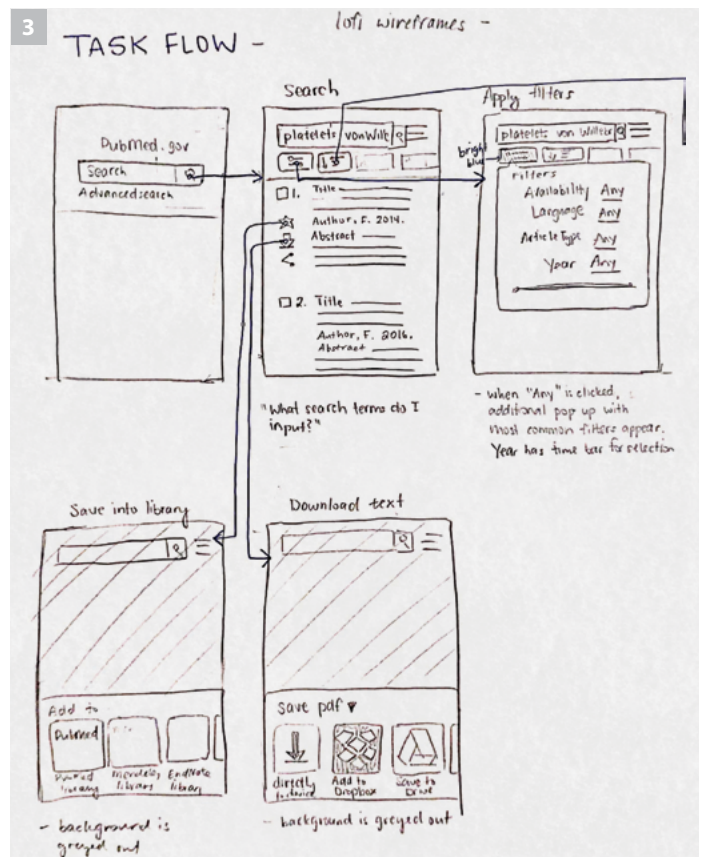 3
lofi wireframes -
TASK FLOW -
Search
Apply filters
PubMed.gov
Search
Advanced search
platelets vonWill
1. Title
Author, F. 2014.
Abstract
2. Title
Author, F. 2016.
Abstract
"What search terms do I
input?"
platelets von Willebr
bright
blue
Filters
Availability Any
Language Any
Article Type Any
Year Any
- when "Any" is clicked,
additional pop up with
most common filters appear.
Year has time bar for selection
Save into library
Add to
PubMed
PubMed Mendeley EndNote
library library library
- background is
greyed out
Download text
Save pdf ▾
directly Add to Save to
Dropbox Drive
- background is greyed out